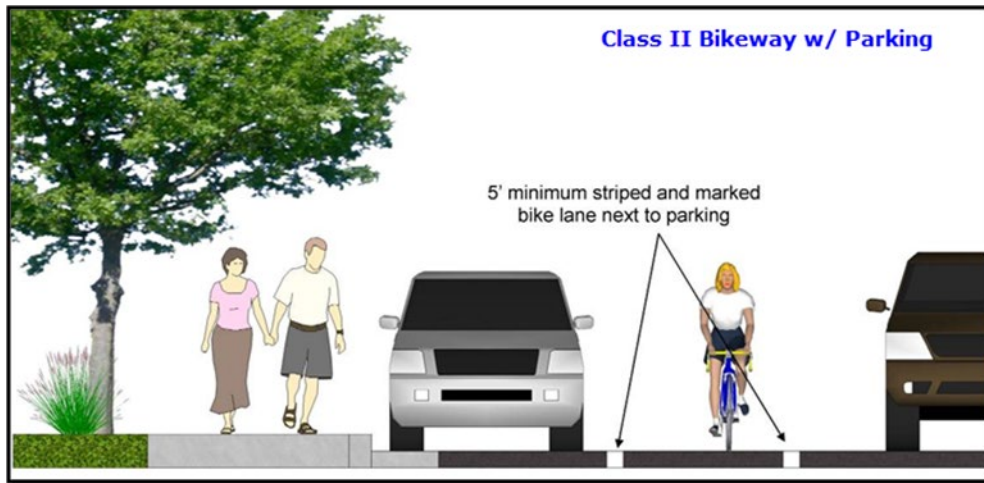 Class II Bikeway w/ Parking
5' minimum striped and marked
bike lane next to parking